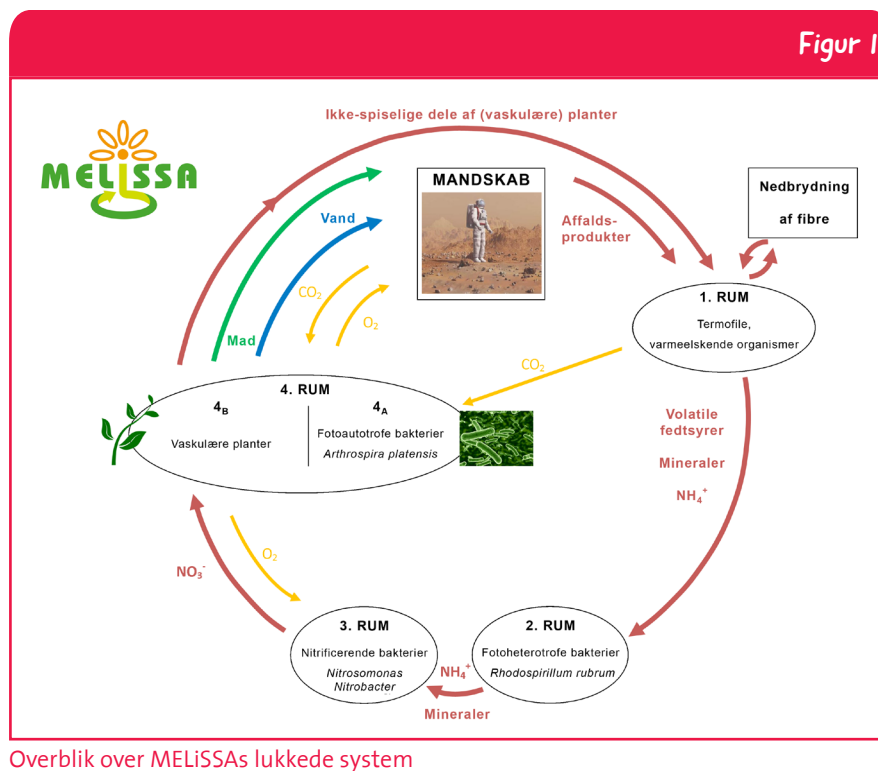 Figur 1
Ikke-spiselige dele af (vaskulære) planter
MELiSSA
MANDSKAB
Nedbrydning
af fibre
Vand
Affalds-
produkter
CO₂
O₂
Mad
1. RUM
Termofile,
varmeelskende organismer
CO₂
4. RUM
4B
Vaskulære planter
4A
Fotoautotrofe bakterier
Arthrospira platensis
Volatile
fedtsyrer
Mineraler
NH₄⁺
O₂
NO₃⁻
3. RUM
Nitrificerende bakterier
Nitrosomonas
Nitrobacter
2. RUM
Fotoheterotrofe bakterier
Rhodospirillum rubrum
NH₄⁺
Mineraler
Overblik over MELiSSAs lukkede system